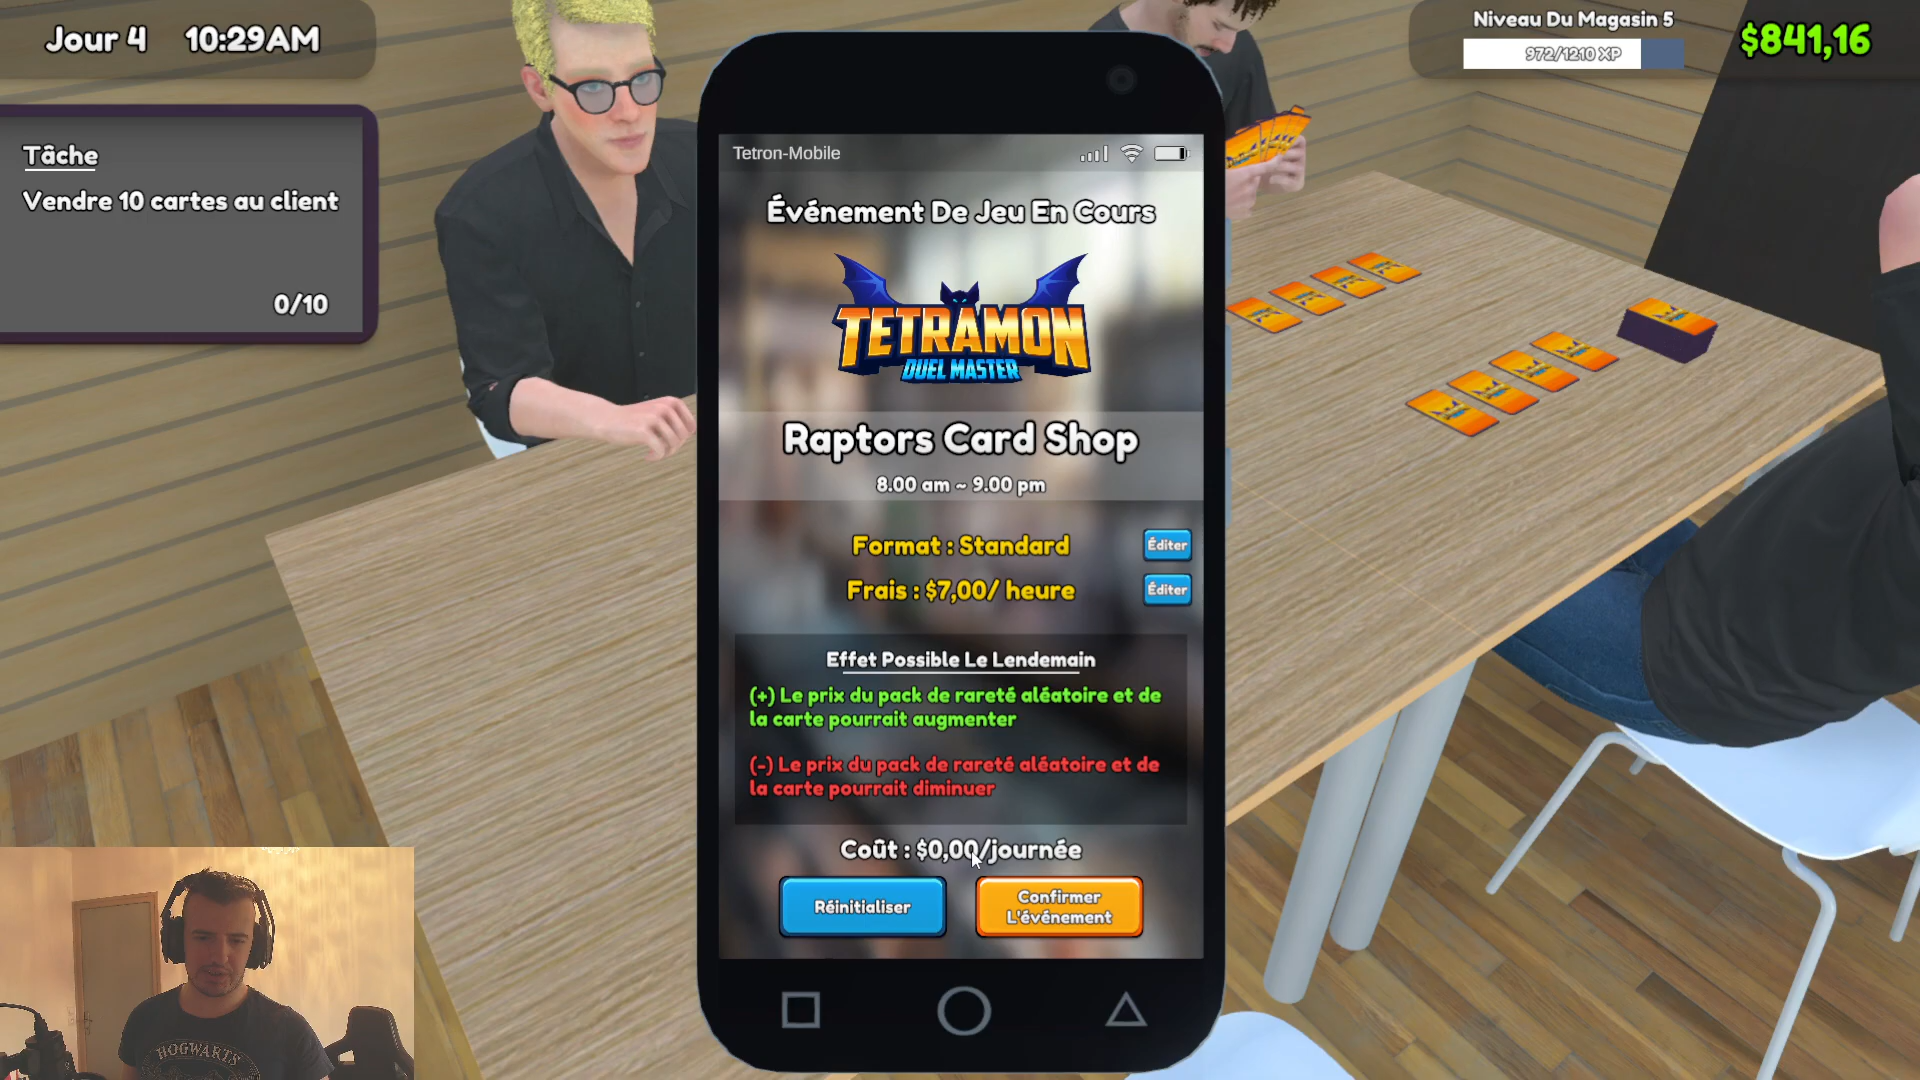 Jour 4
10:29AM
Tâche
Vendre 10 cartes au client
0/10
Niveau Du Magasin 5
972/1210 XP
$841,16
Tetron-Mobile
Événement De Jeu En Cours
TETRAMON
DUEL MASTER
Raptors Card Shop
8.00 am ~ 9.00 pm
Format : Standard
Éditer
Frais : $7,00/ heure
Éditer
Effet Possible Le Lendemain
(+) Le prix du pack de rareté aléatoire et de
la carte pourrait augmenter
(-) Le prix du pack de rareté aléatoire et de
la carte pourrait diminuer
Coût : $0,00/journée
Réinitialiser
Confirmer
L'événement
HOGWARTS